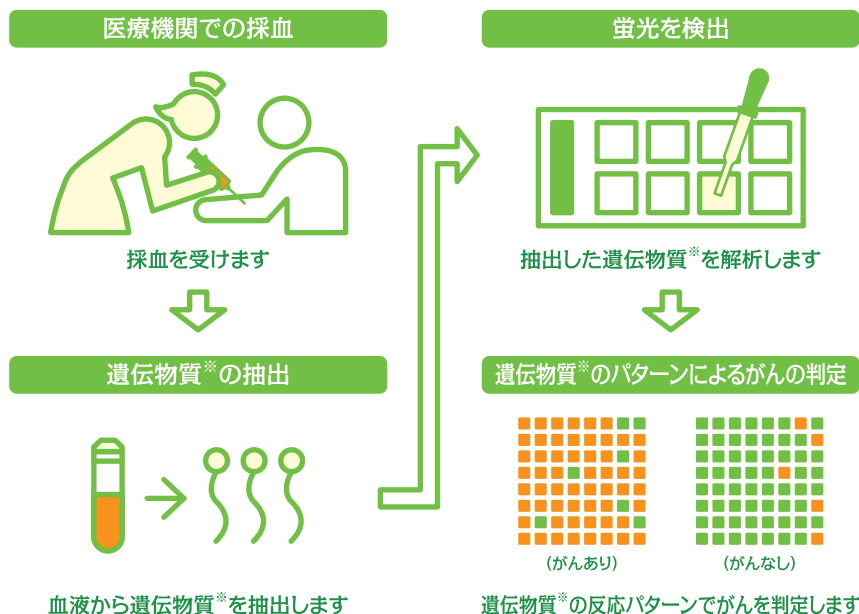 医療機関での採血
採血を受けます
遺伝物質※の抽出
血液から遺伝物質※を抽出します
蛍光を検出
抽出した遺伝物質※を解析します
遺伝物質※のパターンによるがんの判定
(がんあり)
(がんなし)
遺伝物質※の反応パターンでがんを判定します